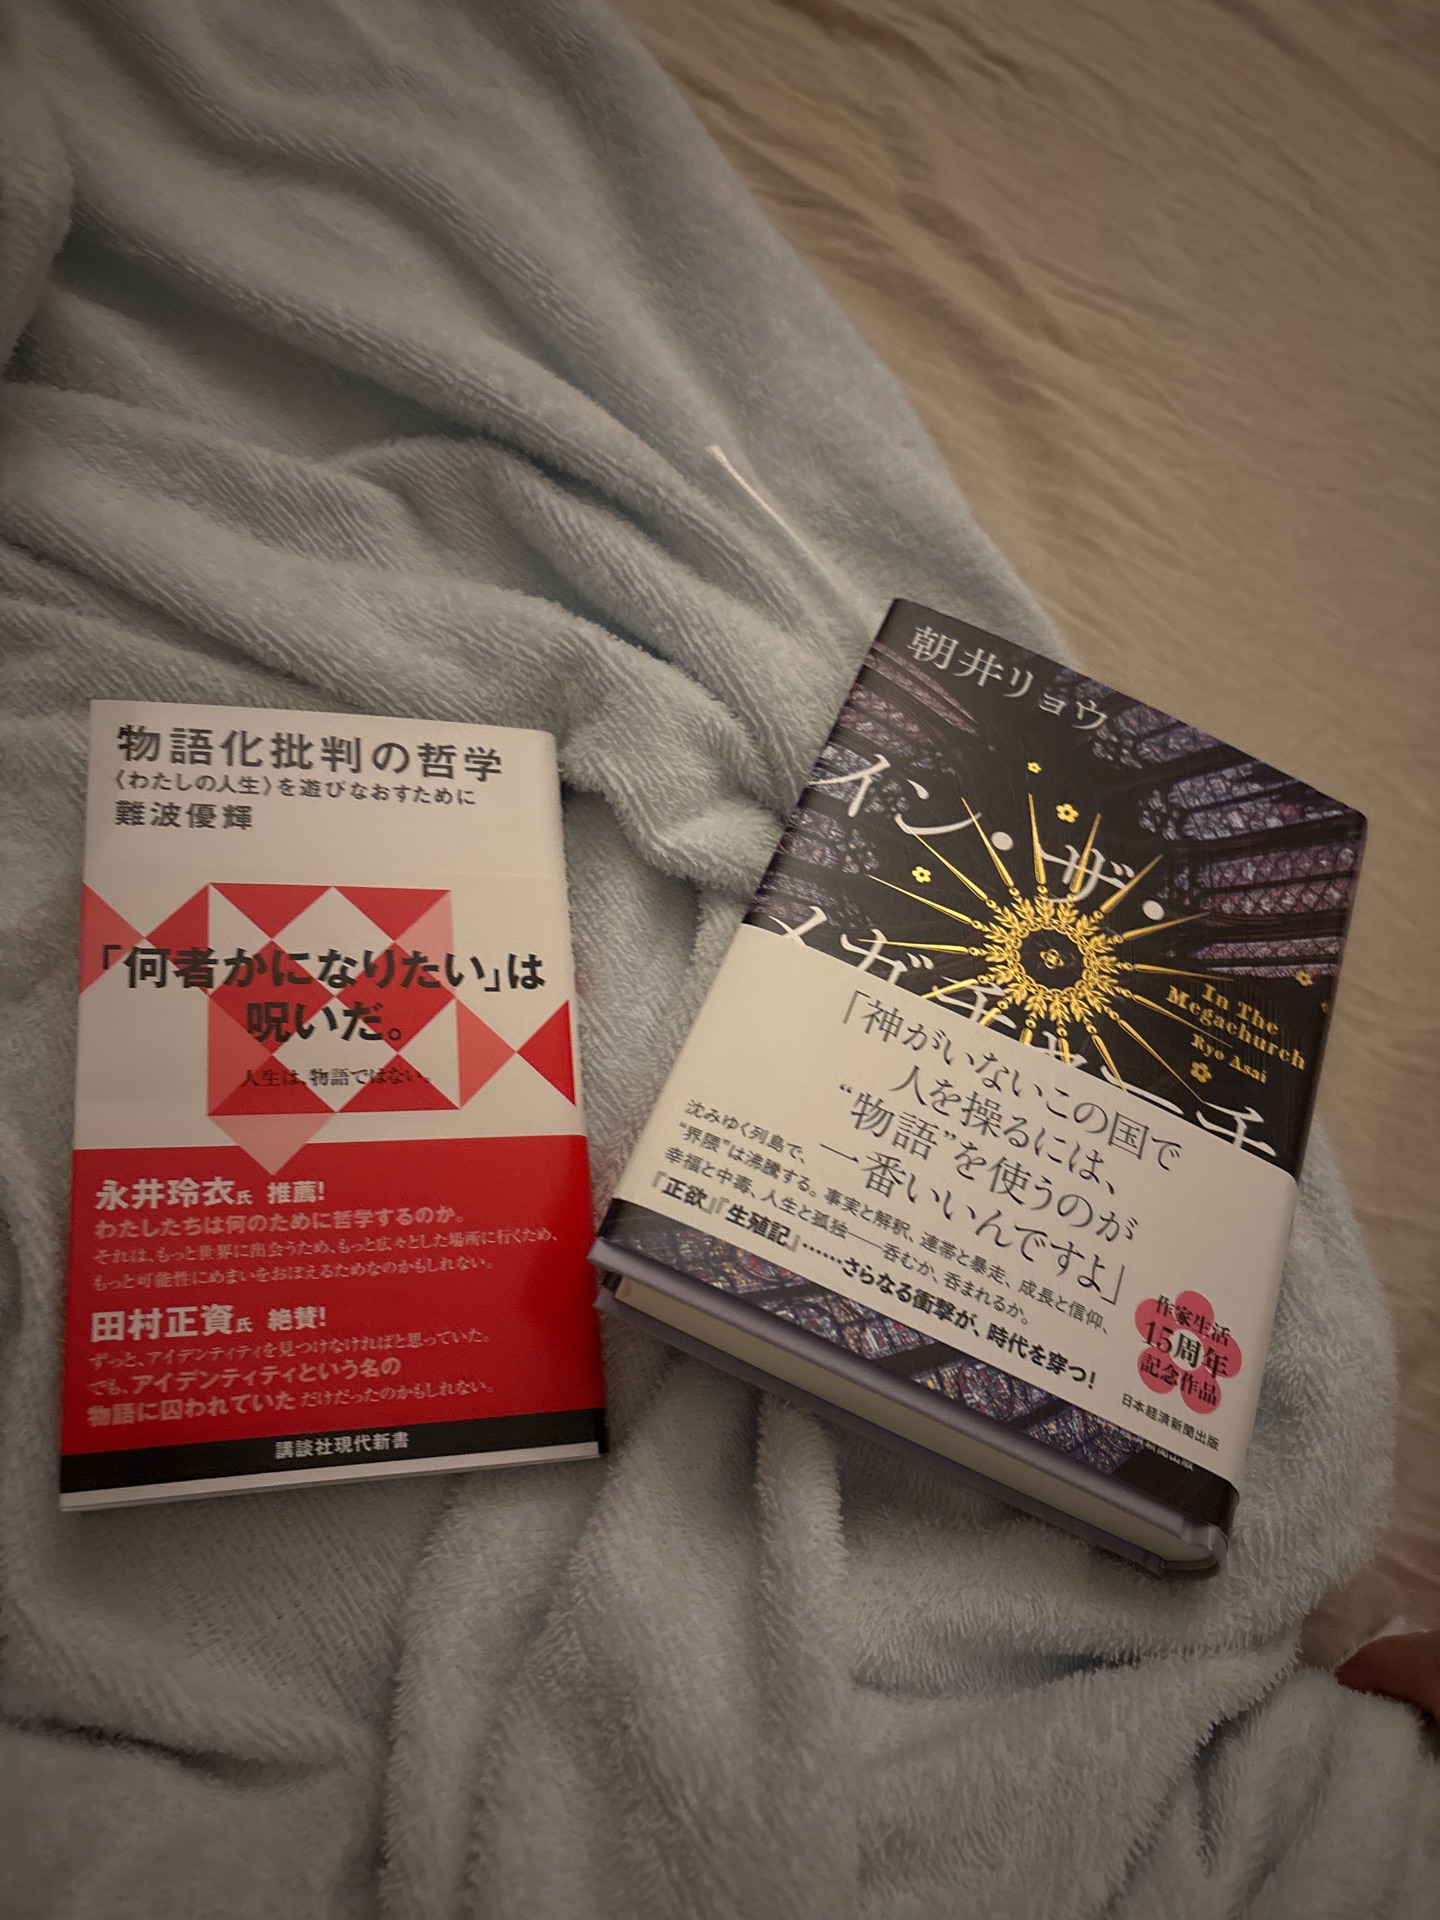 物語化批判の哲学
〈わたしの人生〉を遊びなおすために
難波優輝
「何者かになりたい」は
呪いだ。
人生は、物語ではない。
永井玲衣氏 推薦!
わたしたちは何のために哲学するのか。
それは、もっと世界に出会うため、もっと広々とした場所に行くため、
もっと可能性にめまいをおぼえるためなのかもしれない。
田村正資氏 絶賛!
ずっと、アイデンティティを見つけなければと思っていた。
でも、アイデンティティという名の
物語に囚われていただけだったのかもしれない。
講談社現代新書
朝井リョウ
イン・ザ・
メガチャーチ
In The
Megachurch
Ryo Asai
「神がいないこの国で
人を操るには、
“物語”を使うのが
一番いいんですよ」
沈みゆく列島で、
“界隈”は沸騰する。事実と解釈、連帯と暴走、成長と信仰、
幸福と中毒、人生と孤独——呑むか、呑まれるか。
『正欲』『生殖記』……さらなる衝撃が、時代を穿つ!
作家生活
15周年
記念作品
日本経済新聞出版
新聞出版